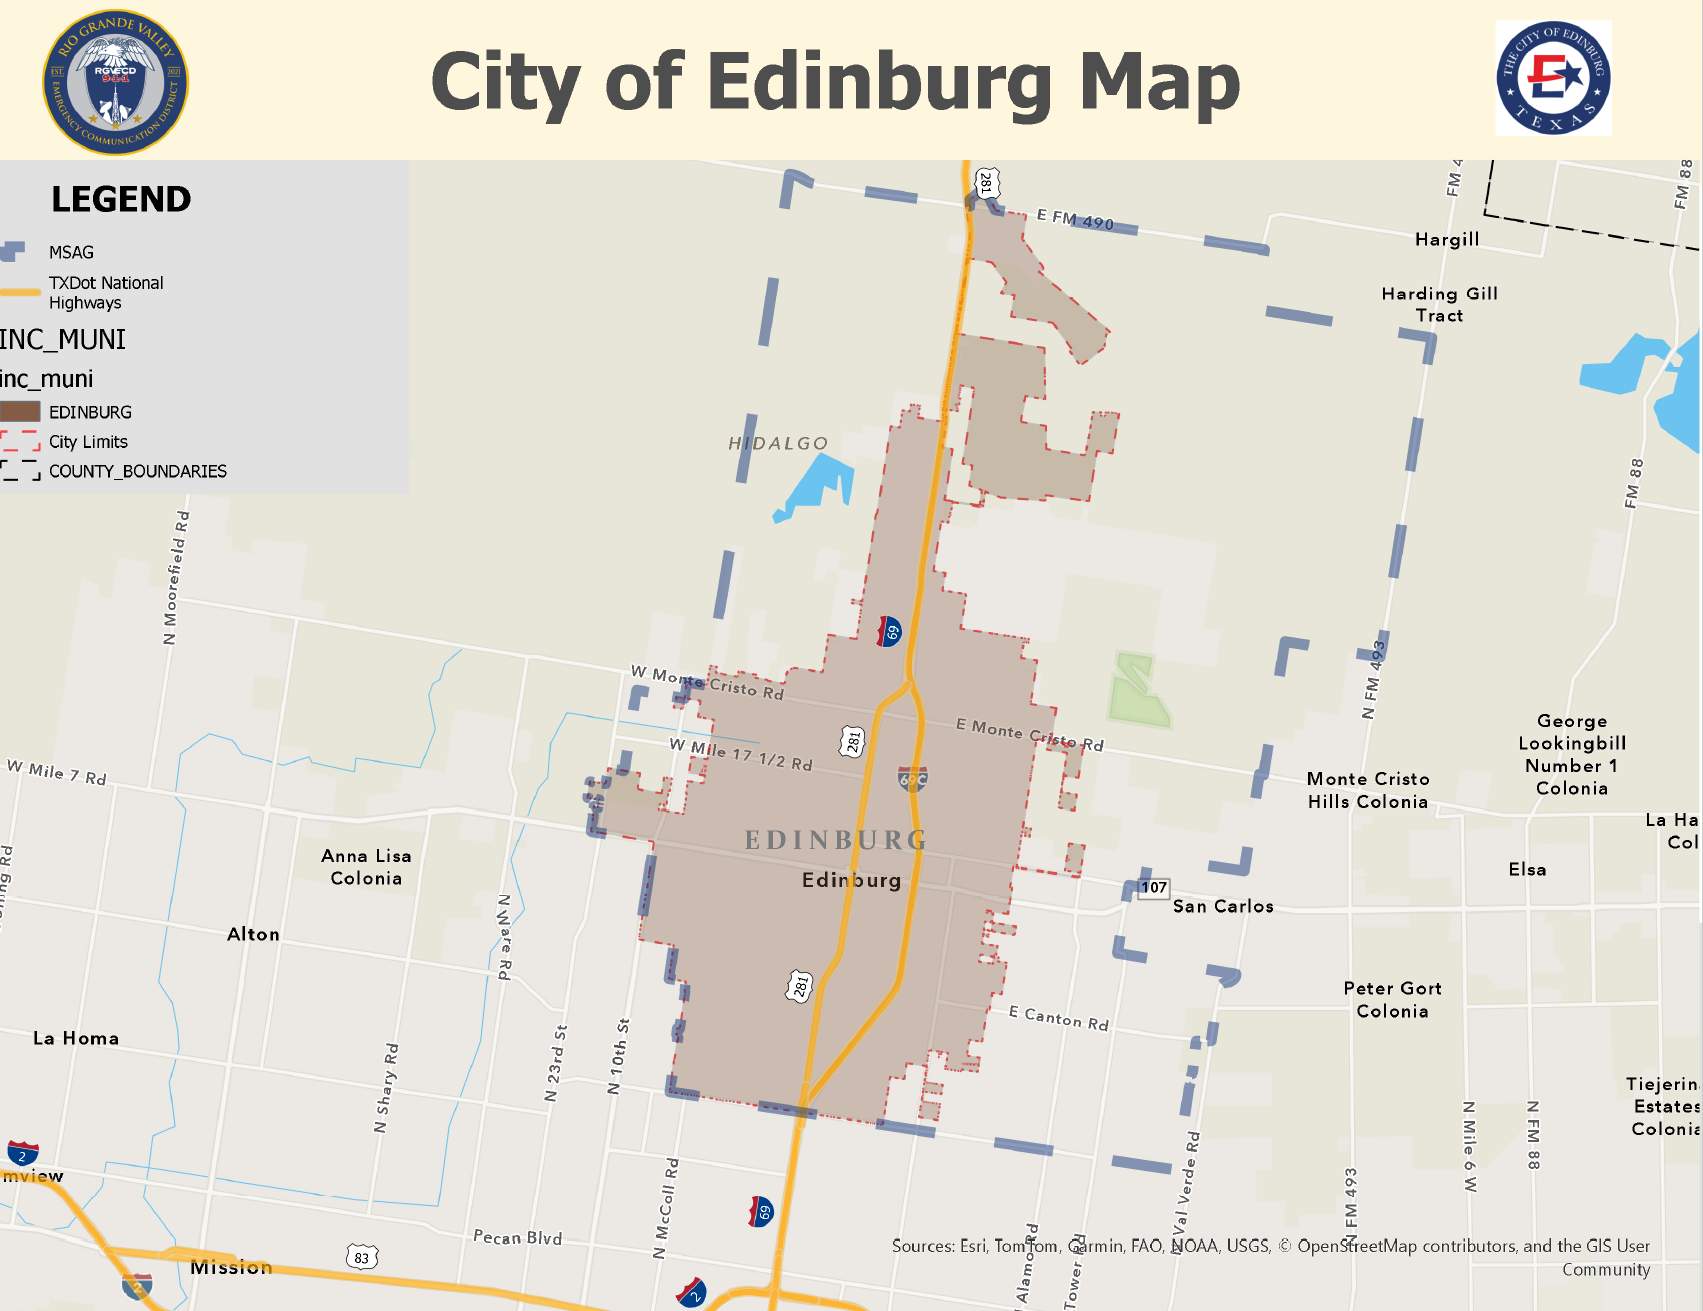 RIO GRANDE VALLEY
EST.
2021
RGVECD
911
EMERGENCY COMMUNICATION DISTRICT
City of Edinburg Map
THE CITY OF EDINBURG
E
TEXAS
LEGEND
MSAG
TXDot National
Highways
INC_MUNI
inc_muni
EDINBURG
City Limits
COUNTY_BOUNDARIES
281
E FM 490
FM 4
FM 88
Hargill
Harding Gill
Tract
HIDALGO
FM 88
N Moorefield Rd
69
N FM 493
W Monte Cristo Rd
E Monte Cristo Rd
W Mile 17 1/2 Rd
281
69C
W Mile 7 Rd
George
Lookingbill
Number 1
Colonia
Monte Cristo
Hills Colonia
La Ha
Col
EDINBURG
Edinburg
Anna Lisa
Colonia
Elsa
107
San Carlos
N Ware Rd
Alton
281
Peter Gort
Colonia
E Canton Rd
La Homa
N Shary Rd
N 23rd St
N 10th St
Tiejerin
Estates
Colonia
N Mile 6 W
N FM 88
2
mview
N McColl Rd
69
N Val Verde Rd
N FM 493
Pecan Blvd
83
Mission
2
2
Alamo Rd
Tower Rd
Sources: Esri, TomTom, Garmin, FAO, NOAA, USGS, © OpenStreetMap contributors, and the GIS User
Community